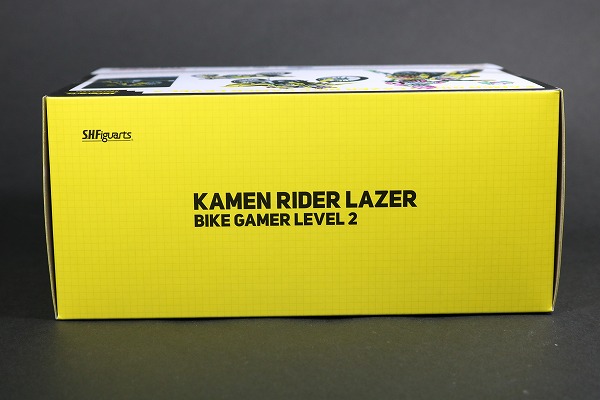 S.H.Figuarts
KAMEN RIDER LAZER
BIKE GAMER LEVEL 2